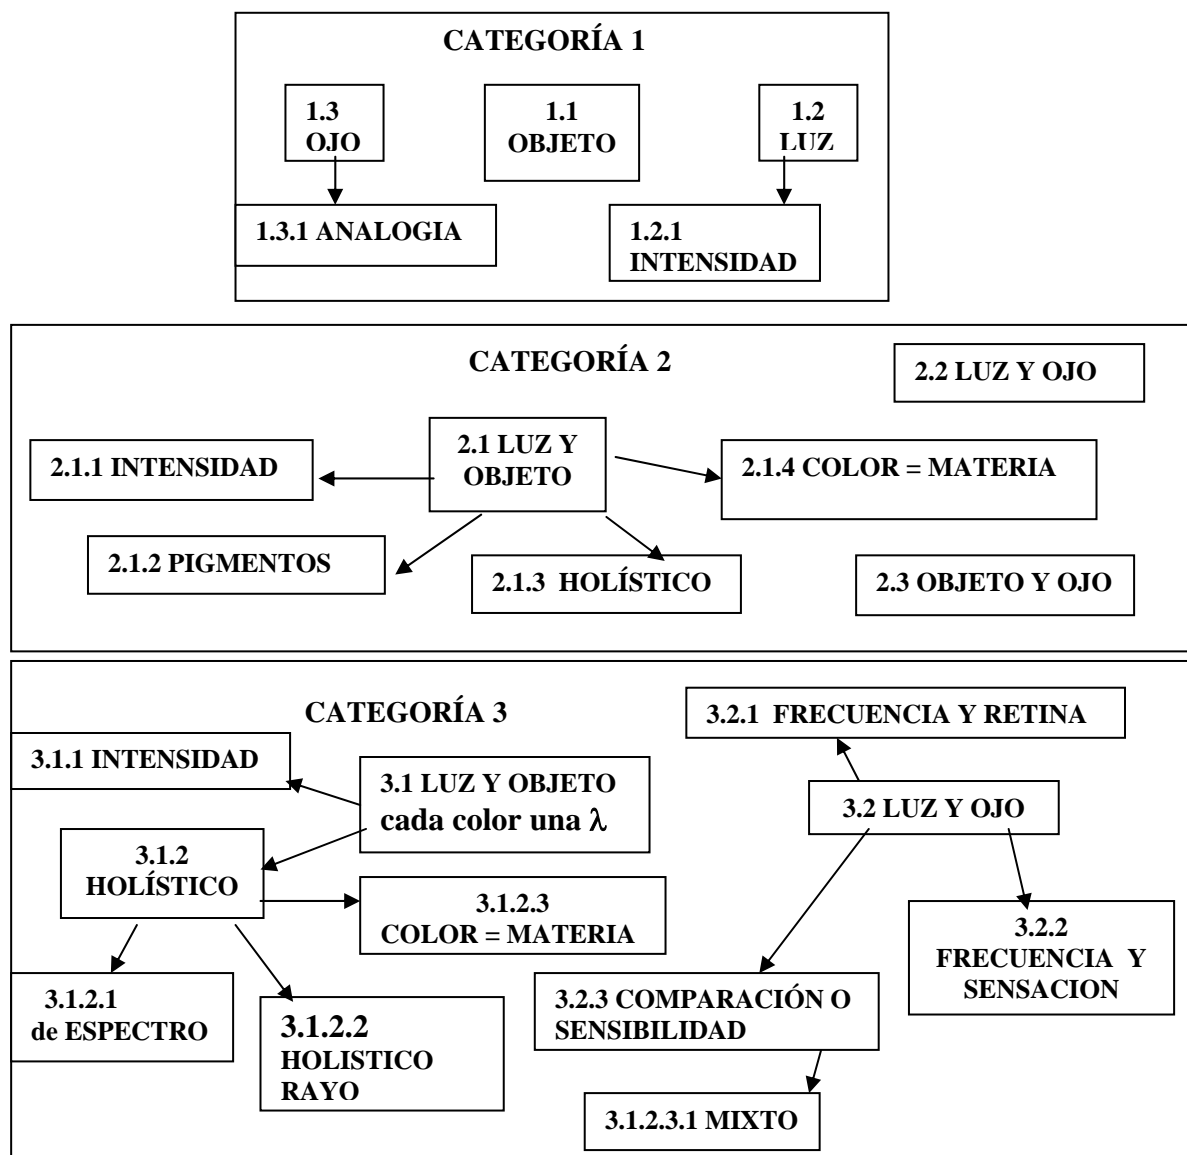 CATEGORÍA 1
1.3
OJO
1.1
OBJETO
1.2
LUZ
1.3.1 ANALOGIA
1.2.1
INTENSIDAD
CATEGORÍA 2
2.2 LUZ Y OJO
2.1 LUZ Y
OBJETO
2.1.1 INTENSIDAD
2.1.4 COLOR = MATERIA
2.1.2 PIGMENTOS
2.1.3 HOLÍSTICO
2.3 OBJETO Y OJO
CATEGORÍA 3
3.2.1 FRECUENCIA Y RETINA
3.1.1 INTENSIDAD
3.1 LUZ Y OBJETO
cada color una λ
3.2 LUZ Y OJO
3.1.2
HOLÍSTICO
3.1.2.3
COLOR = MATERIA
3.2.2
FRECUENCIA Y
SENSACION
3.1.2.1
de ESPECTRO
3.1.2.2
HOLISTICO
RAYO
3.2.3 COMPARACIÓN O
SENSIBILIDAD
3.1.2.3.1 MIXTO